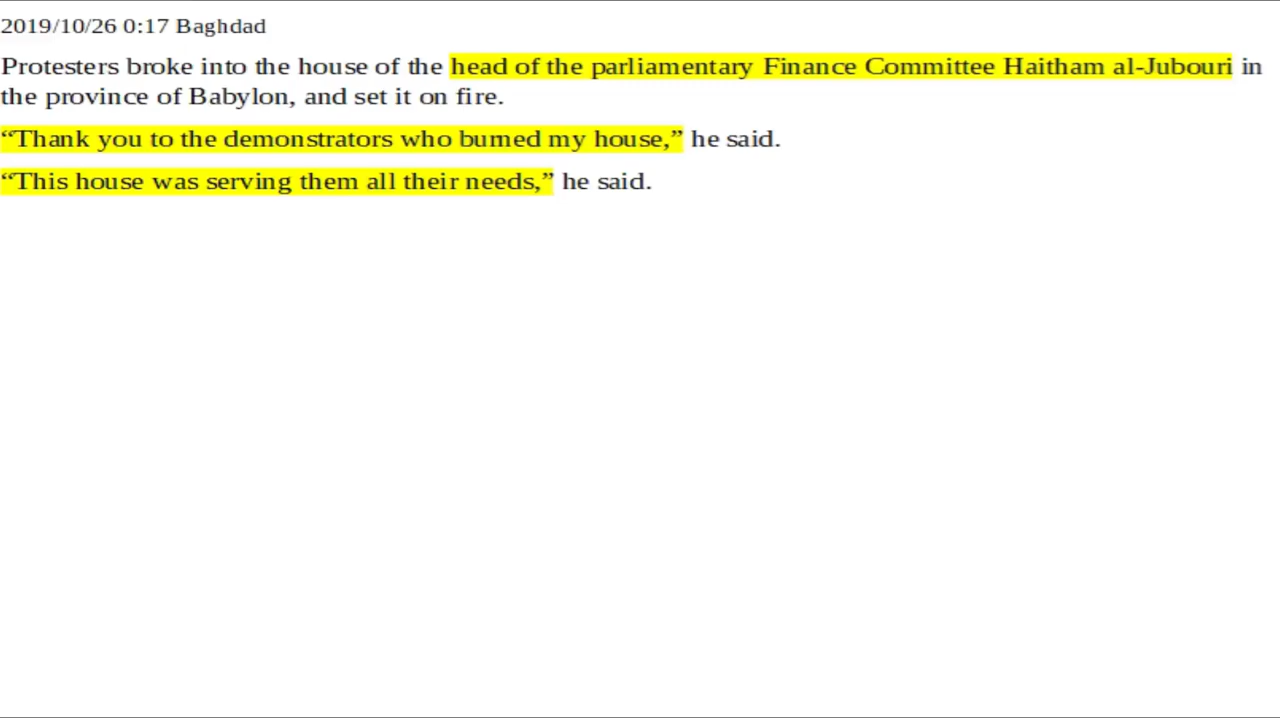 2019/10/26 0:17 Baghdad
Protesters broke into the house of the head of the parliamentary Finance Committee Haitham al-Jubouri in
the province of Babylon, and set it on fire.
“Thank you to the demonstrators who burned my house,” he said.
“This house was serving them all their needs,” he said.